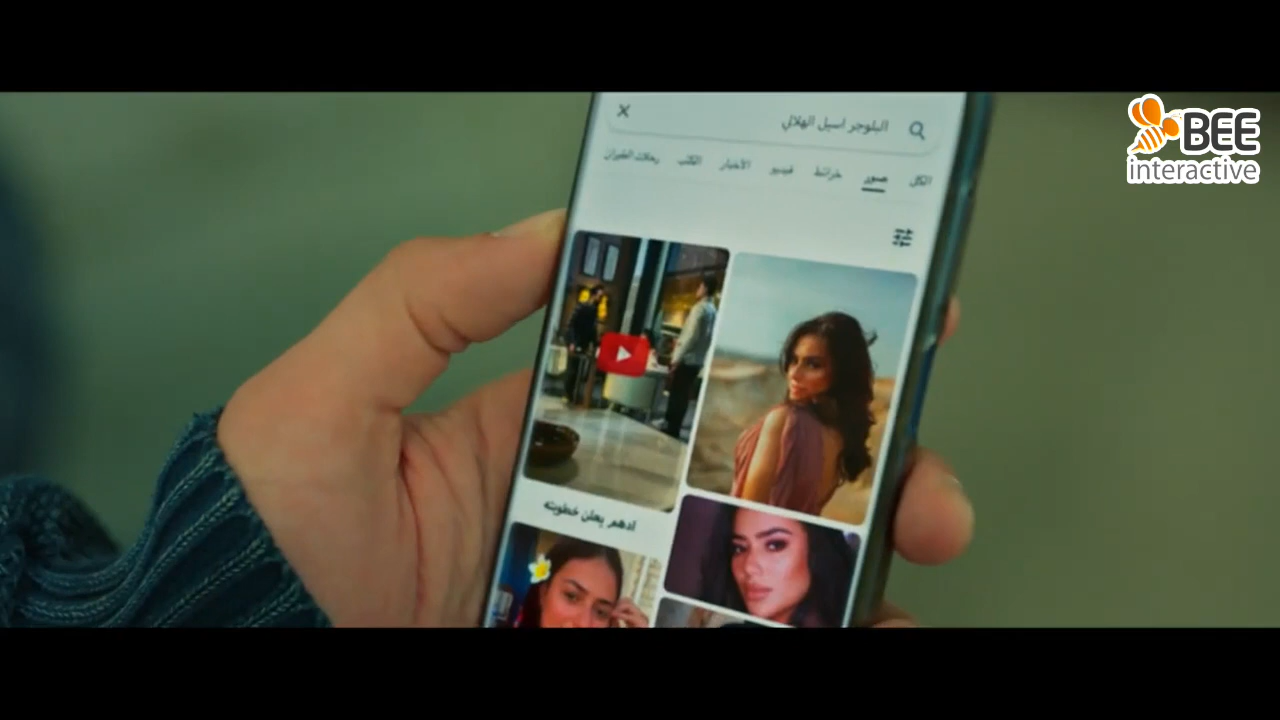 BEE
interactive
البلوجر اسيل الهلالي
الكل صور خرائط فيديو الأخبار الكتب رحلات الطيران
ادهم يعلن خطوبته